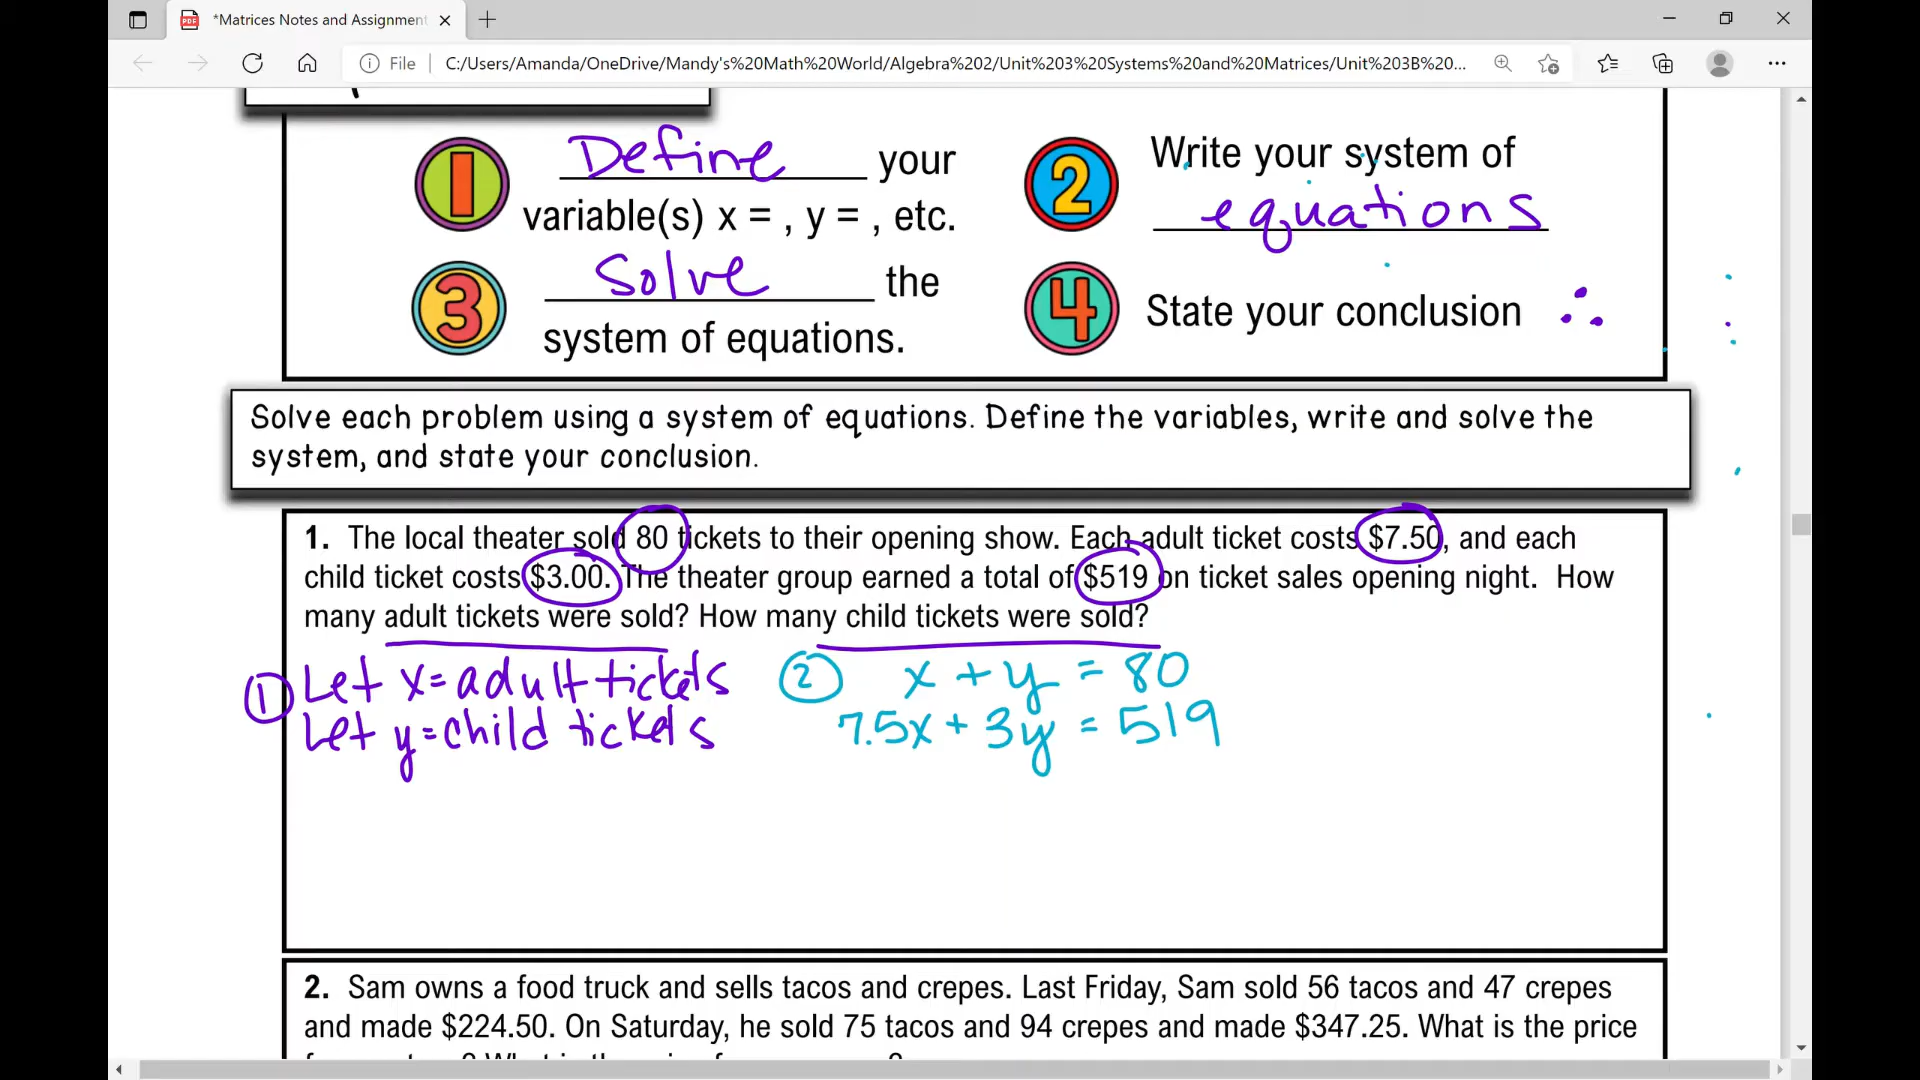 *Matrices Notes and Assignment
File C:/Users/Amanda/OneDrive/Mandy's%20Math%20World/Algebra%202/Unit%203%20Systems%20and%20Matrices/Unit%203B%20...
1 Define your
variable(s) x = , y = , etc.
2 Write your system of
equations
3 Solve the
system of equations.
4 State your conclusion ∴
Solve each problem using a system of equations. Define the variables, write and solve the
system, and state your conclusion.
1. The local theater sold 80 tickets to their opening show. Each adult ticket costs $7.50, and each
child ticket costs $3.00. The theater group earned a total of $519 on ticket sales opening night. How
many adult tickets were sold? How many child tickets were sold?
① Let x = adult tickets
Let y = child tickets
② x + y = 80
7.5x + 3y = 519
2. Sam owns a food truck and sells tacos and crepes. Last Friday, Sam sold 56 tacos and 47 crepes
and made $224.50. On Saturday, he sold 75 tacos and 94 crepes and made $347.25. What is the price